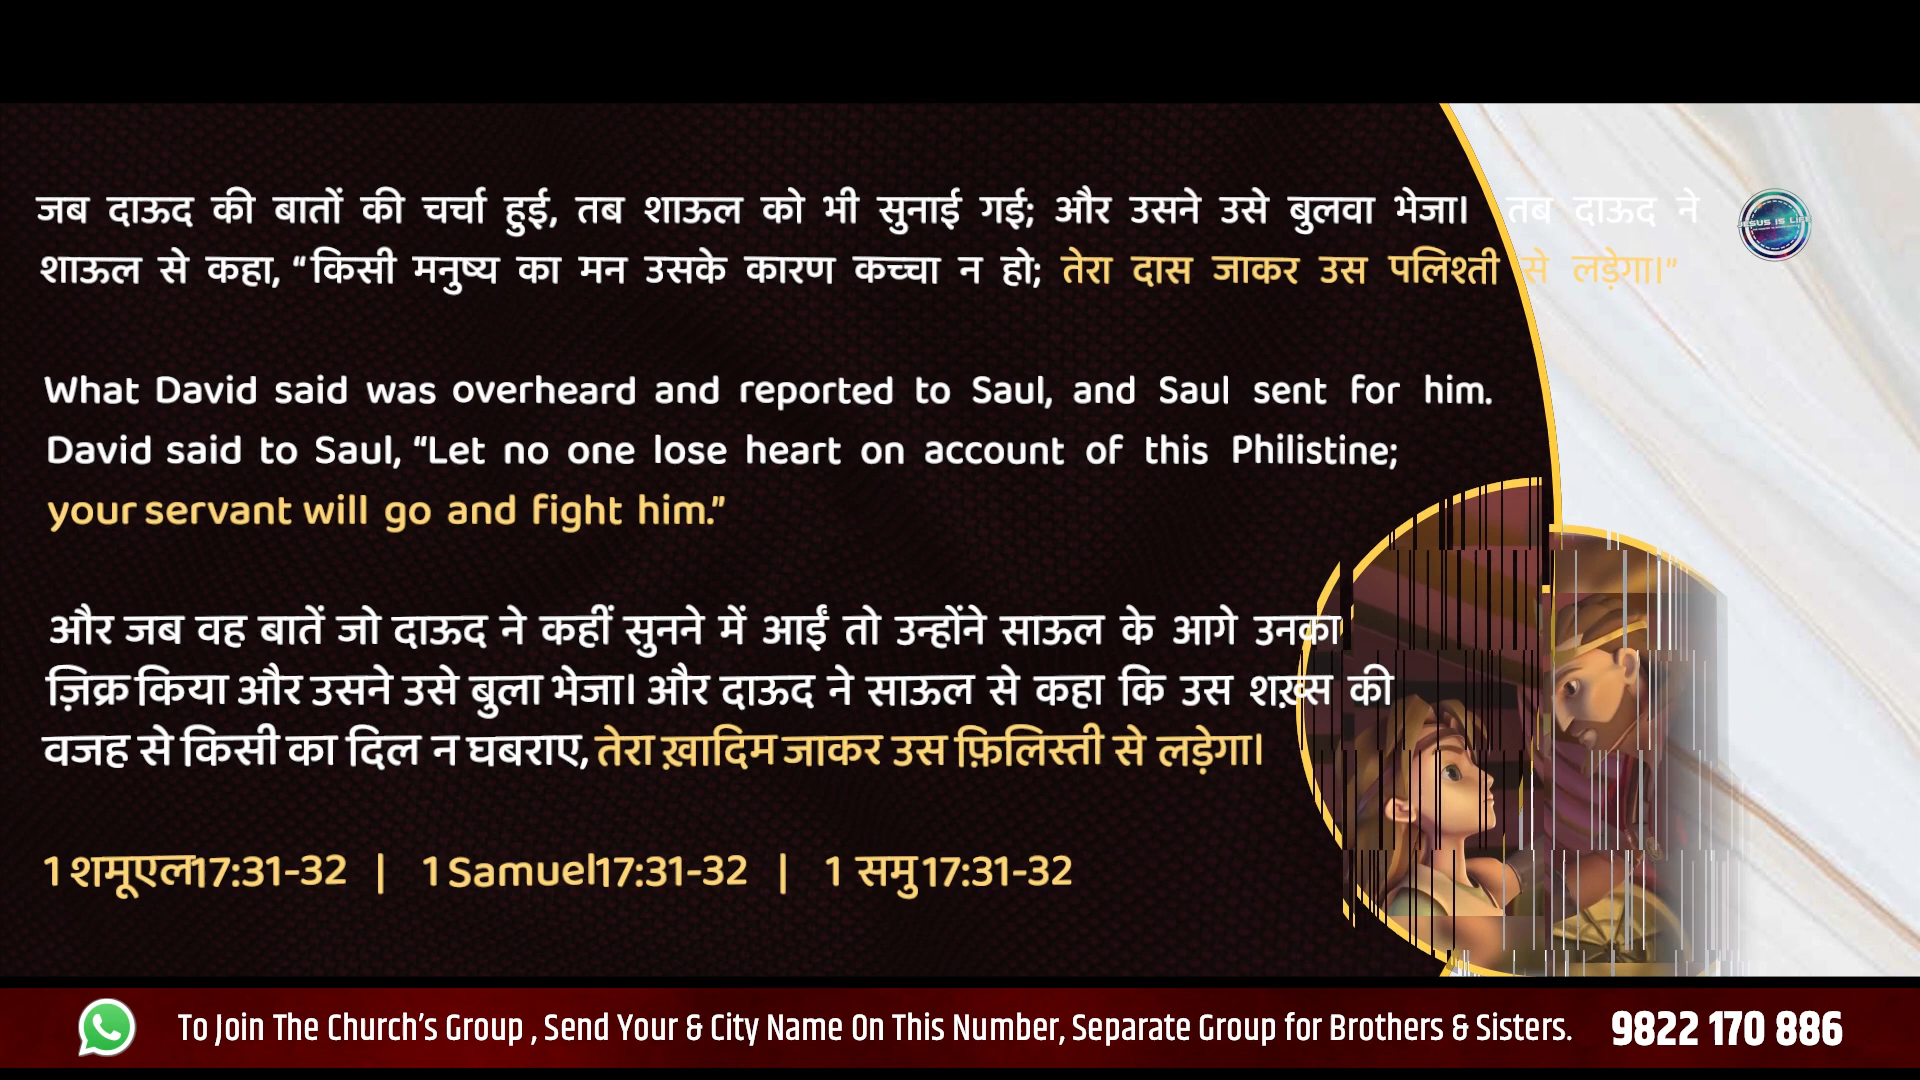 जब दाऊद की बातों की चर्चा हुई, तब शाऊल को भी सुनाई गई; और उसने उसे बुलवा भेजा। तब दाऊद ने
शाऊल से कहा, “किसी मनुष्य का मन उसके कारण कच्चा न हो; तेरा दास जाकर उस पलिश्ती से लड़ेगा।”
JESUS IS LIFE
What David said was overheard and reported to Saul, and Saul sent for him.
David said to Saul, “Let no one lose heart on account of this Philistine;
your servant will go and fight him.”
और जब वह बातें जो दाऊद ने कहीं सुनने में आईं तो उन्होंने साऊल के आगे उनका
ज़िक्र किया और उसने उसे बुला भेजा। और दाऊद ने साऊल से कहा कि उस शख़्स की
वजह से किसी का दिल न घबराए, तेरा ख़ादिम जाकर उस फ़िलिस्ती से लड़ेगा।
1 शमूएल17:31-32 | 1 Samuel17:31-32 | 1 समु 17:31-32
To Join The Church’s Group , Send Your & City Name On This Number, Separate Group for Brothers & Sisters. 9822 170 886